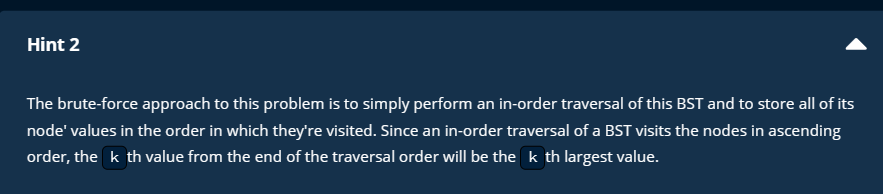 Hint 2
The brute-force approach to this problem is to simply perform an in-order traversal of this BST and to store all of its
node' values in the order in which they're visited. Since an in-order traversal of a BST visits the nodes in ascending
order, the k th value from the end of the traversal order will be the k th largest value.